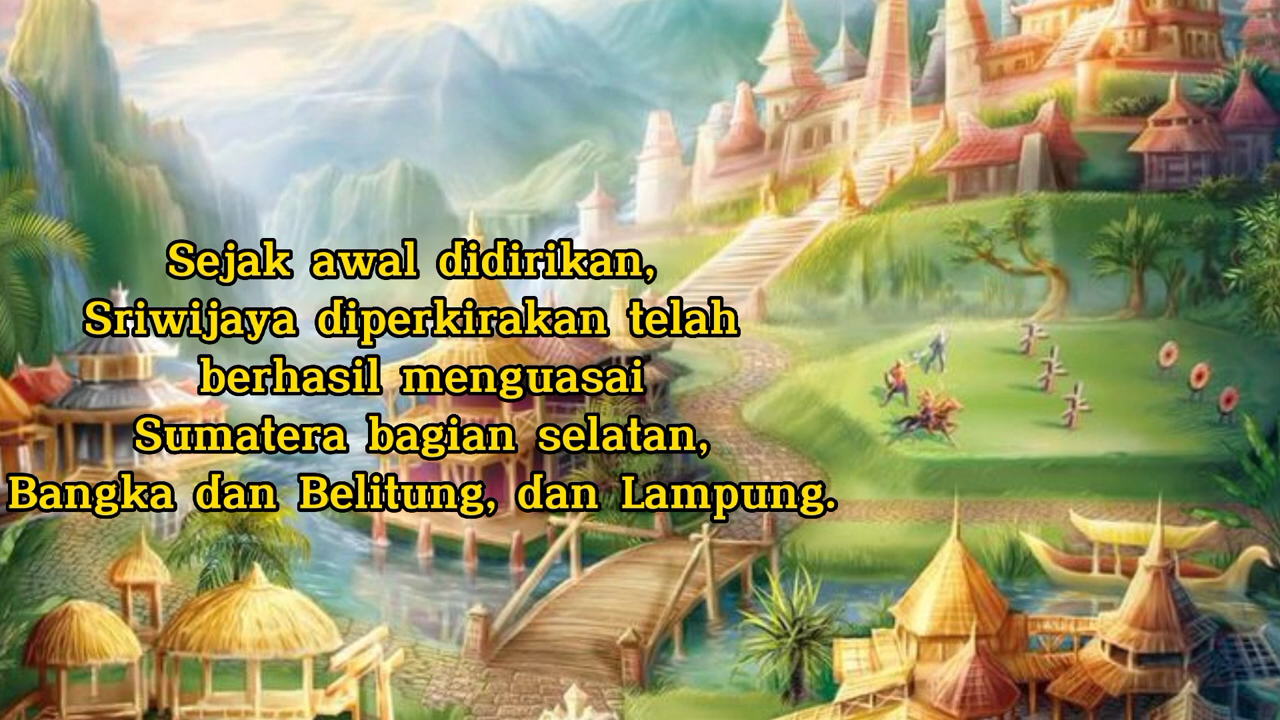 Sejak awal didirikan,
Sriwijaya diperkirakan telah
berhasil menguasai
Sumatera bagian selatan,
Bangka dan Belitung, dan Lampung.